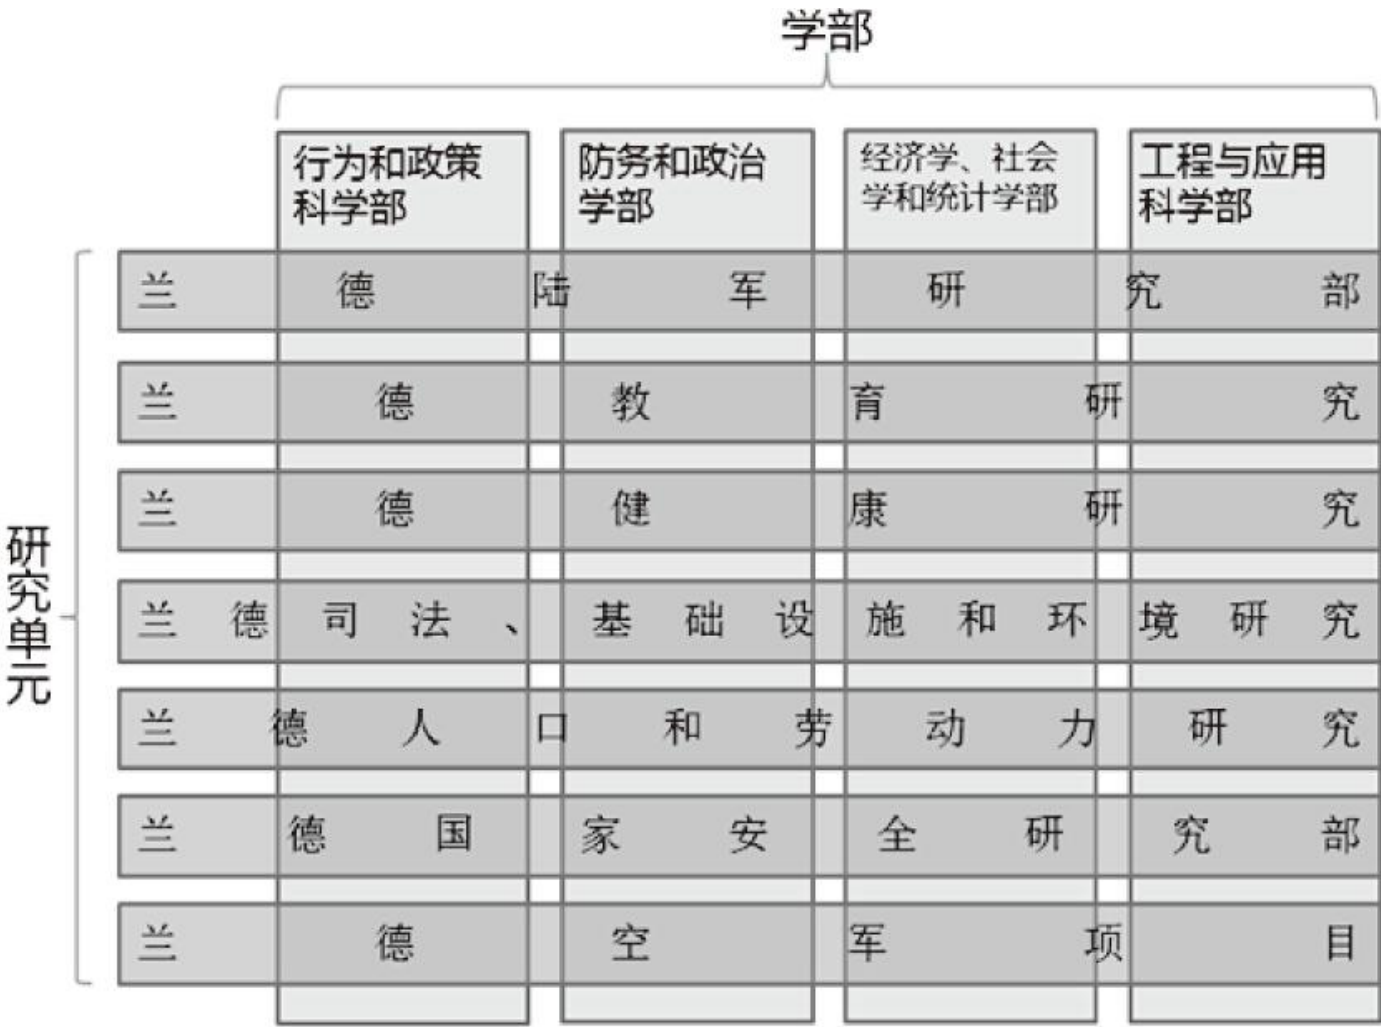 学部
行为和政策
科学部
防务和政治
学部
经济学、社会
学和统计学部
工程与应用
科学部
研究单元
兰德陆军研究部
兰德教育研究
兰德健康研究
兰德司法、基础设施和环境研究
兰德人口和劳动力研究
兰德国家安全研究部
兰德空军项目